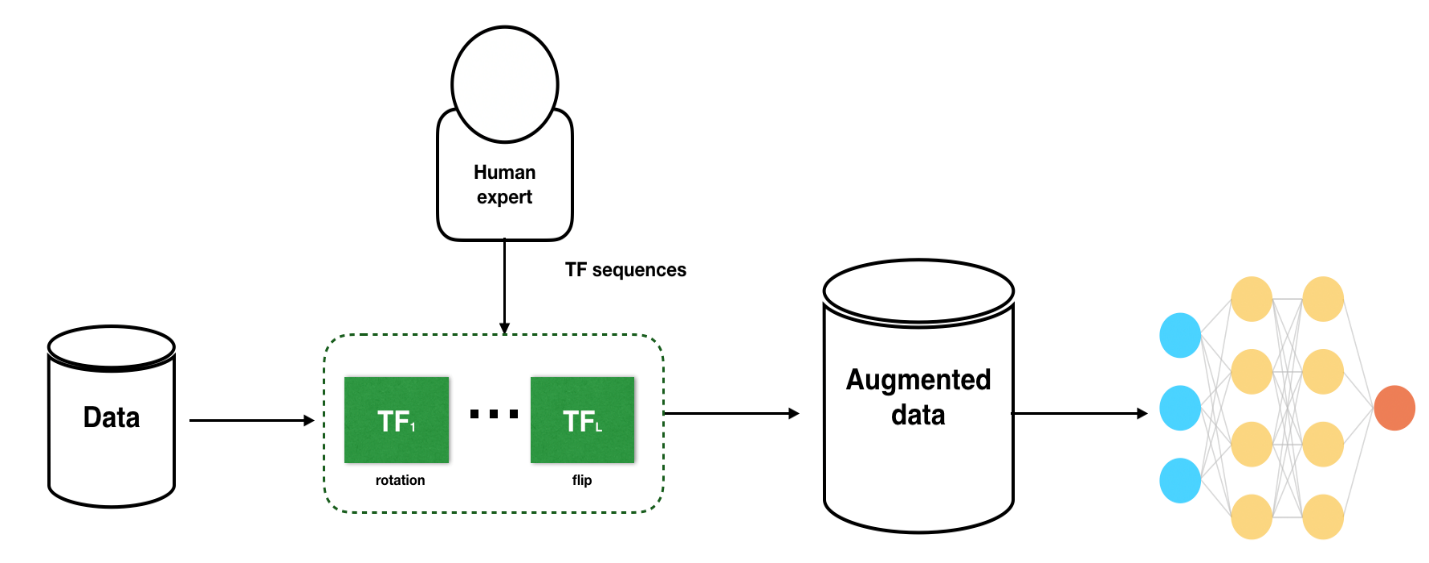 Human
expert
TF sequences
Data
TF₁
TFL
rotation
flip
Augmented
data